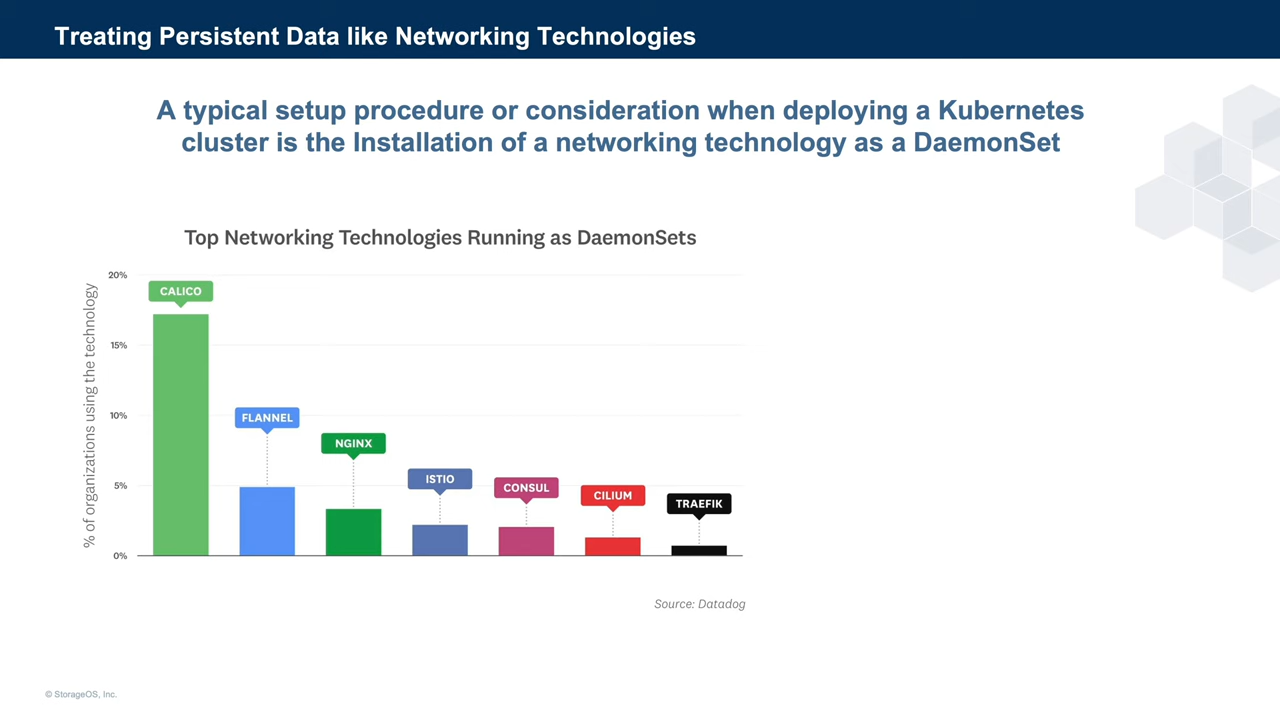 Treating Persistent Data like Networking Technologies
A typical setup procedure or consideration when deploying a Kubernetes
cluster is the Installation of a networking technology as a DaemonSet
Top Networking Technologies Running as DaemonSets
% of organizations using the technology
20%
15%
10%
5%
0%
CALICO
FLANNEL
NGINX
ISTIO
CONSUL
CILIUM
TRAEFIK
Source: Datadog
© StorageOS, Inc.